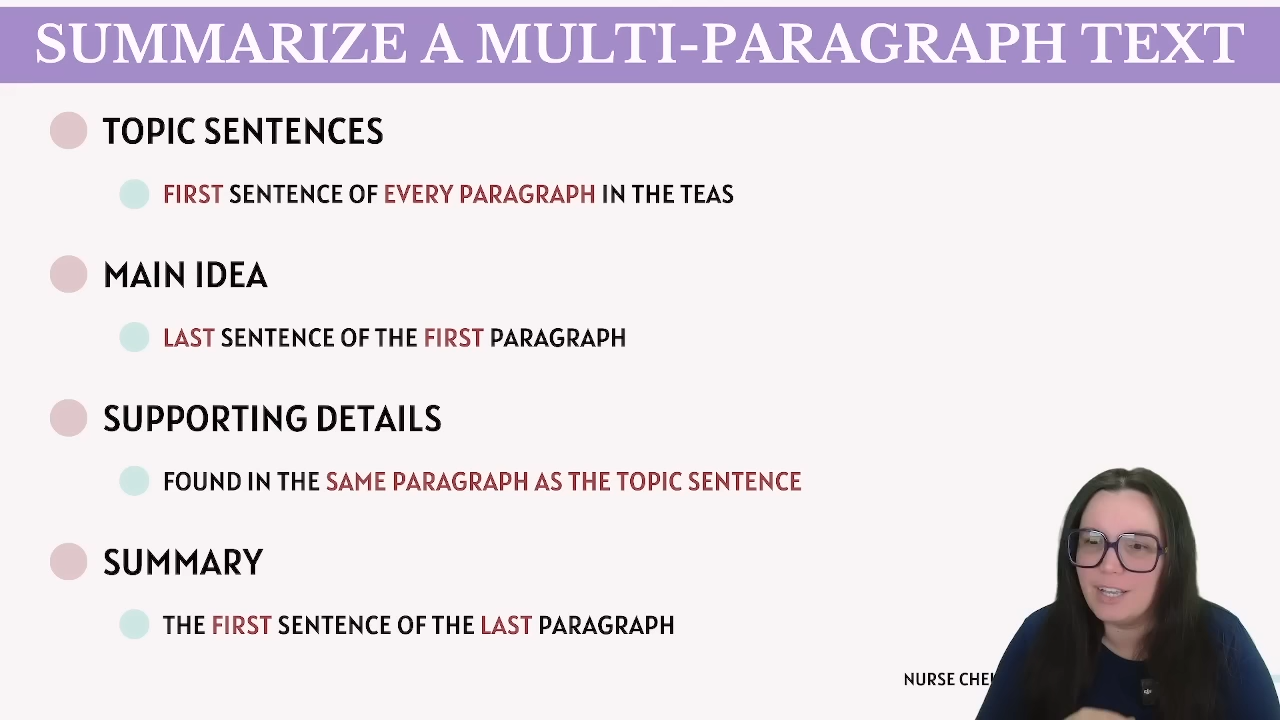 SUMMARIZE A MULTI-PARAGRAPH TEXT
TOPIC SENTENCES
FIRST SENTENCE OF EVERY PARAGRAPH IN THE TEAS
MAIN IDEA
LAST SENTENCE OF THE FIRST PARAGRAPH
SUPPORTING DETAILS
FOUND IN THE SAME PARAGRAPH AS THE TOPIC SENTENCE
SUMMARY
THE FIRST SENTENCE OF THE LAST PARAGRAPH
NURSE